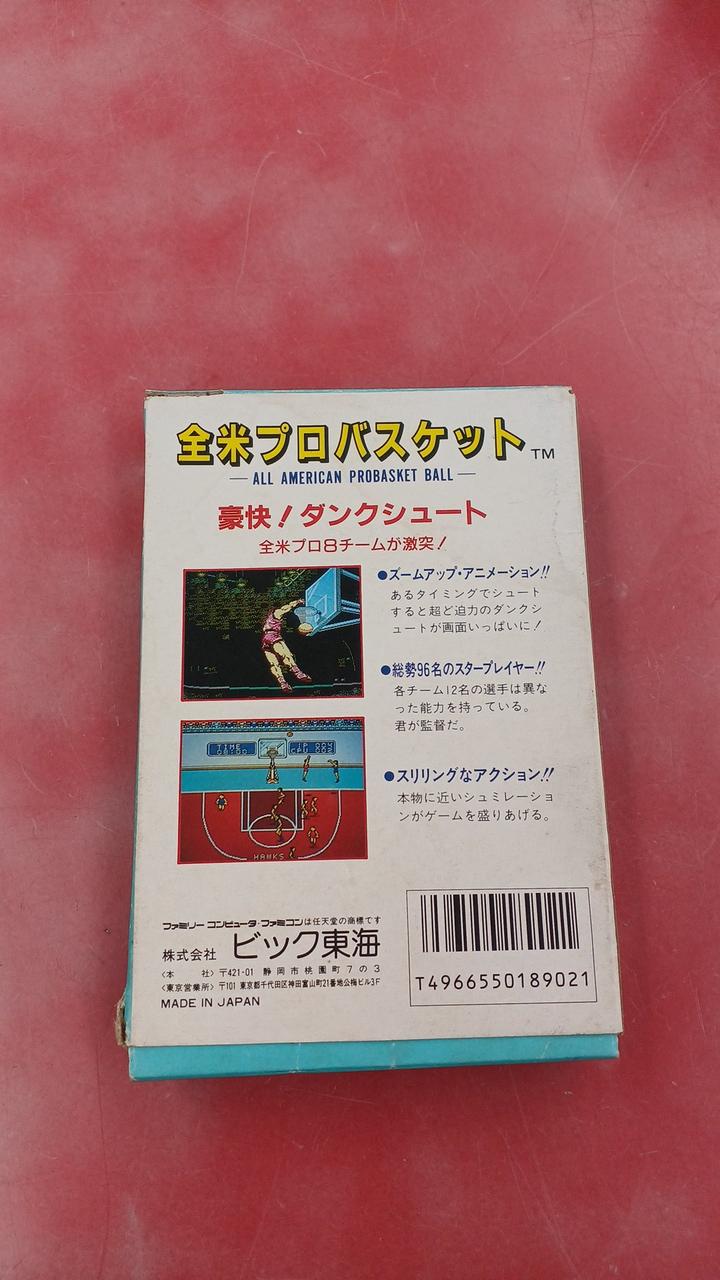 全米プロバスケット TM
ALL AMERICAN PROBASKET BALL
豪快!ダンクシュート
全米プロ8チームが激突!
●ズームアップ・アニメーション!!
あるタイミングでシュート
すると超ど迫力のダンクシ
ュートが画面いっぱいに!
●総勢96名のスタープレイヤー!!
各チーム12名の選手は異な
った能力を持っている。
君が監督だ。
TIME
HAWKS
●スリリングなアクション!!
本物に近いシュミレーショ
ンがゲームを盛りあげる。
ファミリーコンピュータ・ファミコンは任天堂の商標です
株式会社 ビック東海
〈本 社〉〒421-01 静岡市桃園町7の3
〈東京営業所〉〒101 東京都千代田区神田富山町21番地公梅ビル3F
MADE IN JAPAN
T4966550189021